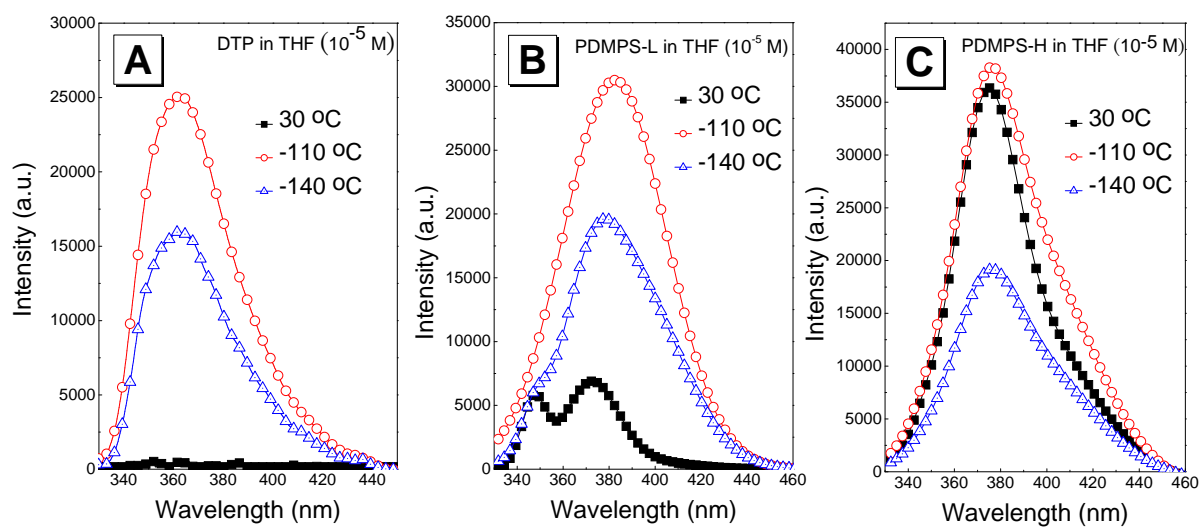 A
DTP in THF (10⁻⁵ M)
30 ºC
-110 ºC
-140 ºC
25000
20000
15000
10000
5000
0
360 380 400 420 440
Wavelength (nm)
Intensity (a.u.)
B
PDMPS-L in THF (10⁻⁵ M)
30 ºC
-110 ºC
-140 ºC
35000
30000
25000
20000
15000
10000
5000
0
340 360 380 400 420 440 460
Wavelength (nm)
Intensity (a.u.)
C
PDMPS-H in THF (10⁻⁵ M)
30 ºC
-110 ºC
-140 ºC
40000
35000
30000
25000
20000
15000
10000
5000
0
340 360 380 400 420 440 460
Wavelength (nm)
Intensity (a.u.)